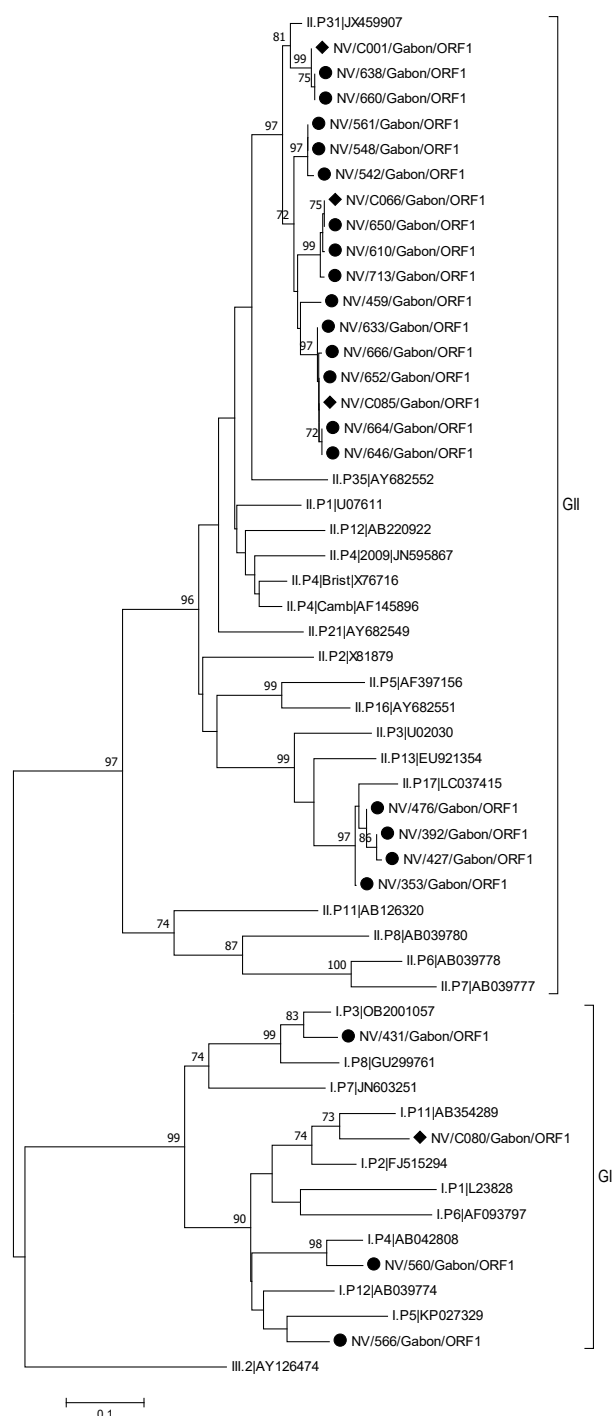 II.P31|JX459907
81
NV/C001/Gabon/ORF1
99
NV/638/Gabon/ORF1
75
NV/660/Gabon/ORF1
97
NV/561/Gabon/ORF1
97
NV/548/Gabon/ORF1
NV/542/Gabon/ORF1
75
NV/C066/Gabon/ORF1
72
NV/650/Gabon/ORF1
99
NV/610/Gabon/ORF1
NV/713/Gabon/ORF1
NV/459/Gabon/ORF1
NV/633/Gabon/ORF1
97
NV/666/Gabon/ORF1
NV/652/Gabon/ORF1
NV/C085/Gabon/ORF1
NV/664/Gabon/ORF1
72
NV/646/Gabon/ORF1
II.P35|AY682552
GII
II.P1|U07611
II.P12|AB220922
II.P4|2009|JN595867
II.P4|Brist|X76716
II.P4|Camb|AF145896
96
II.P21|AY682549
II.P2|X81879
II.P5|AF397156
99
II.P16|AY682551
II.P3|U02030
99
II.P13|EU921354
97
II.P17|LC037415
NV/476/Gabon/ORF1
97
86
NV/392/Gabon/ORF1
NV/427/Gabon/ORF1
NV/353/Gabon/ORF1
II.P11|AB126320
74
II.P8|AB039780
87
II.P6|AB039778
100
II.P7|AB039777
I.P3|OB2001057
83
NV/431/Gabon/ORF1
99
I.P8|GU299761
74
I.P7|JN603251
I.P11|AB354289
73
NV/C080/Gabon/ORF1
74
99
I.P2|FJ515294
GI
I.P1|L23828
I.P6|AF093797
90
I.P4|AB042808
98
NV/560/Gabon/ORF1
I.P12|AB039774
I.P5|KP027329
NV/566/Gabon/ORF1
III.2|AY126474
0.1